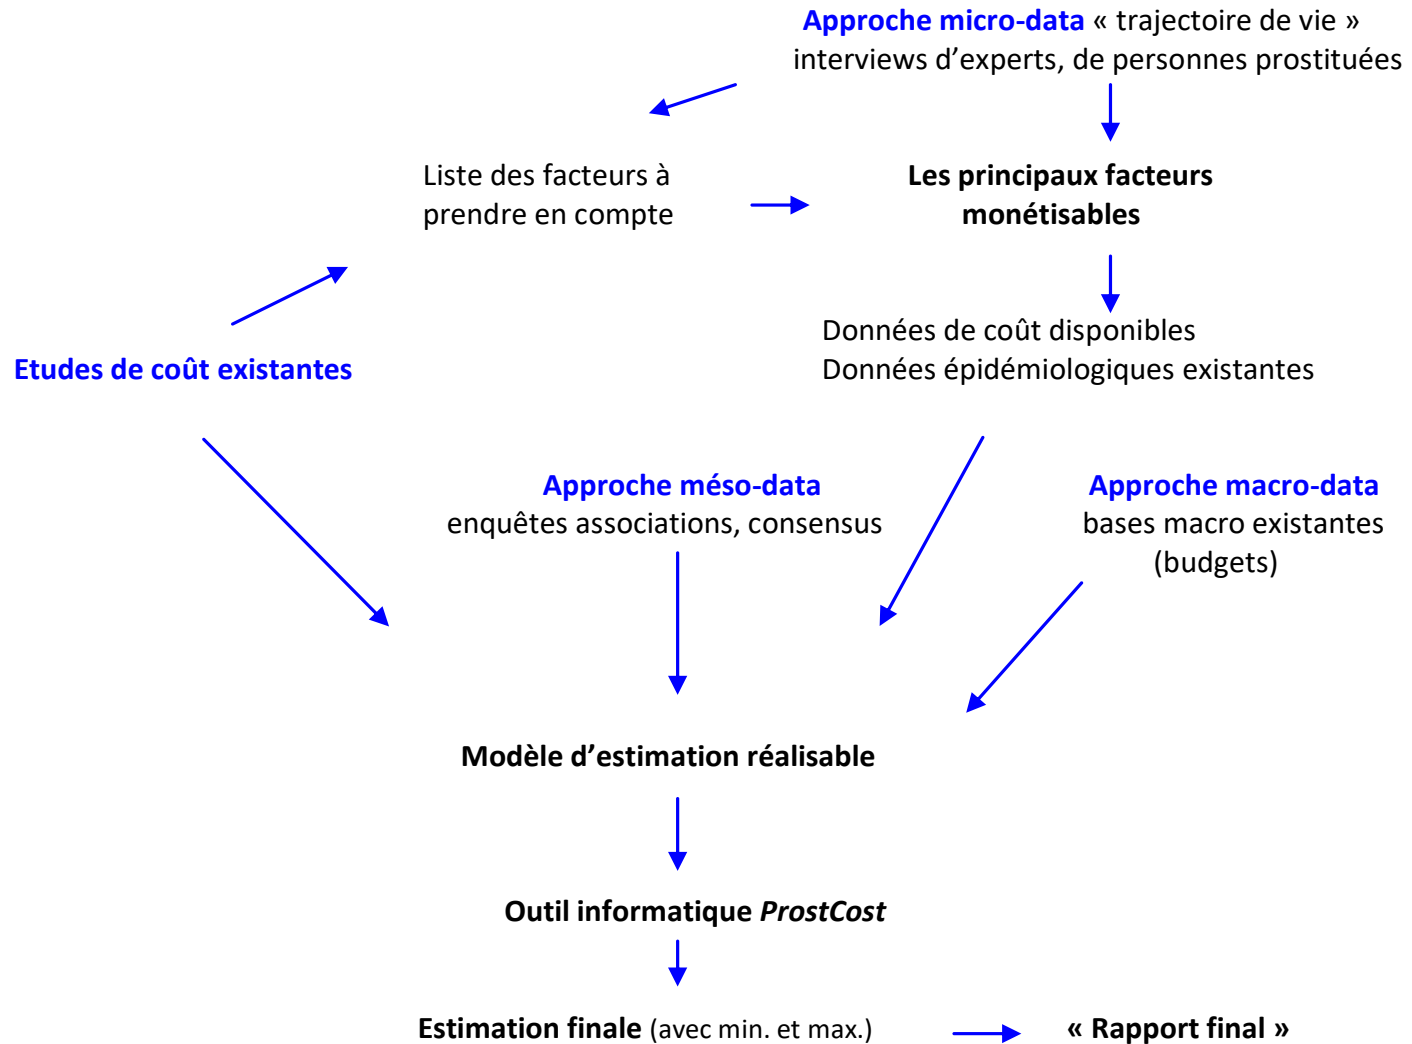 Approche micro-data « trajectoire de vie »
interviews d’experts, de personnes prostituées
Liste des facteurs à
prendre en compte
Les principaux facteurs
monétisables
Données de coût disponibles
Données épidémiologiques existantes
Etudes de coût existantes
Approche méso-data
enquêtes associations, consensus
Approche macro-data
bases macro existantes
(budgets)
Modèle d’estimation réalisable
Outil informatique ProstCost
Estimation finale (avec min. et max.)
« Rapport final »